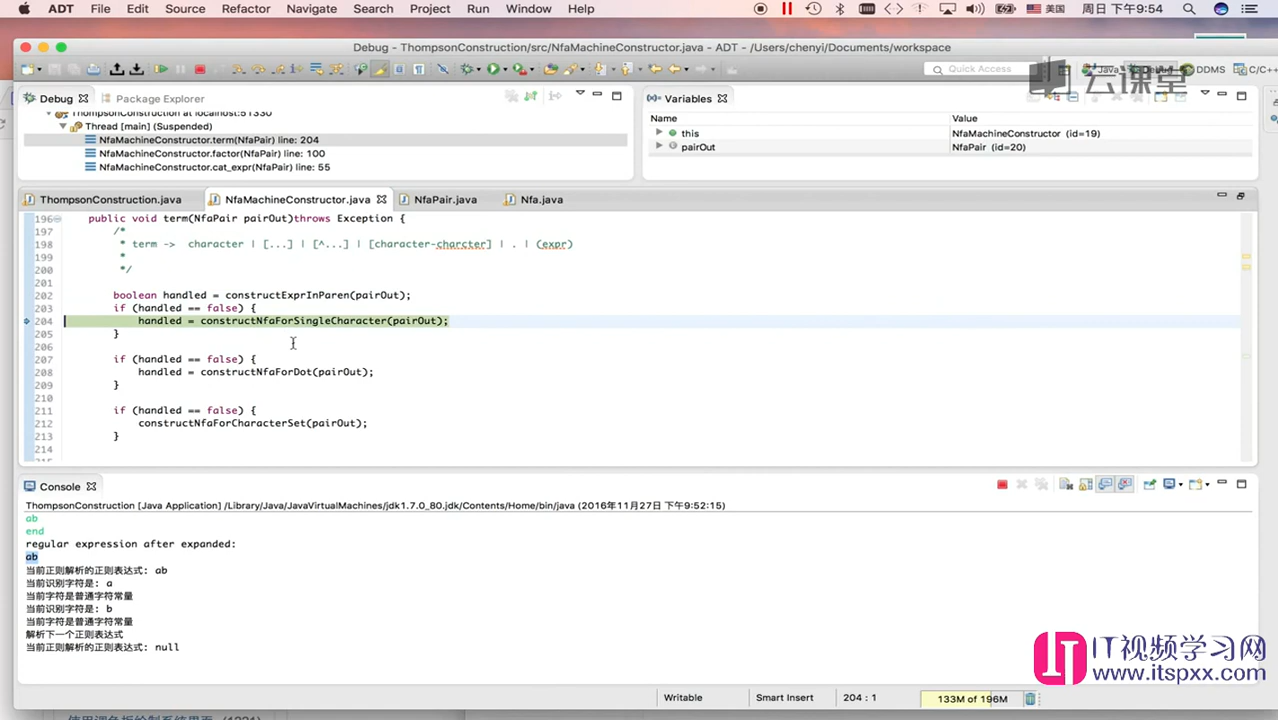 ADT File Edit Source Refactor Navigate Search Project Run Window Help 美国 周日 下午9:54
Debug - ThompsonConstruction/src/NfaMachineConstructor.java - ADT - /Users/chenyi/Documents/workspace
Quick Access Java Debug DDMS C/C++
云课堂
Debug Package Explorer
ThompsonConstruction at localhost:51330
Thread [main] (Suspended)
NfaMachineConstructor.term(NfaPair) line: 204
NfaMachineConstructor.factor(NfaPair) line: 100
NfaMachineConstructor.cat_expr(NfaPair) line: 55
Variables
Name Value
this NfaMachineConstructor (id=19)
pairOut NfaPair (id=20)
ThompsonConstruction.java NfaMachineConstructor.java NfaPair.java Nfa.java
196 public void term(NfaPair pairOut)throws Exception {
197 /*
198 * term -> character | [...] | [^...] | [character-charcter] | . | (expr)
199 *
200 */
201
202 boolean handled = constructExprInParen(pairOut);
203 if (handled == false) {
204 handled = constructNfaForSingleCharacter(pairOut);
205 }
206
207 if (handled == false) {
208 handled = constructNfaForDot(pairOut);
209 }
210
211 if (handled == false) {
212 constructNfaForCharacterSet(pairOut);
213 }
214
Console
ThompsonConstruction [Java Application] /Library/Java/JavaVirtualMachines/jdk1.7.0_80.jdk/Contents/Home/bin/java (2016年11月27日 下午9:52:15)
ab
end
regular expression after expanded:
ab
当前正则解析的正则表达式: ab
当前识别字符是: a
当前字符是普通字符常量
当前识别字符是: b
当前字符是普通字符常量
解析下一个正则表达式
当前正则解析的正则表达式: null
IT IT视频学习网
www.itspxx.com
Writable Smart Insert 204 : 1 133M of 196M